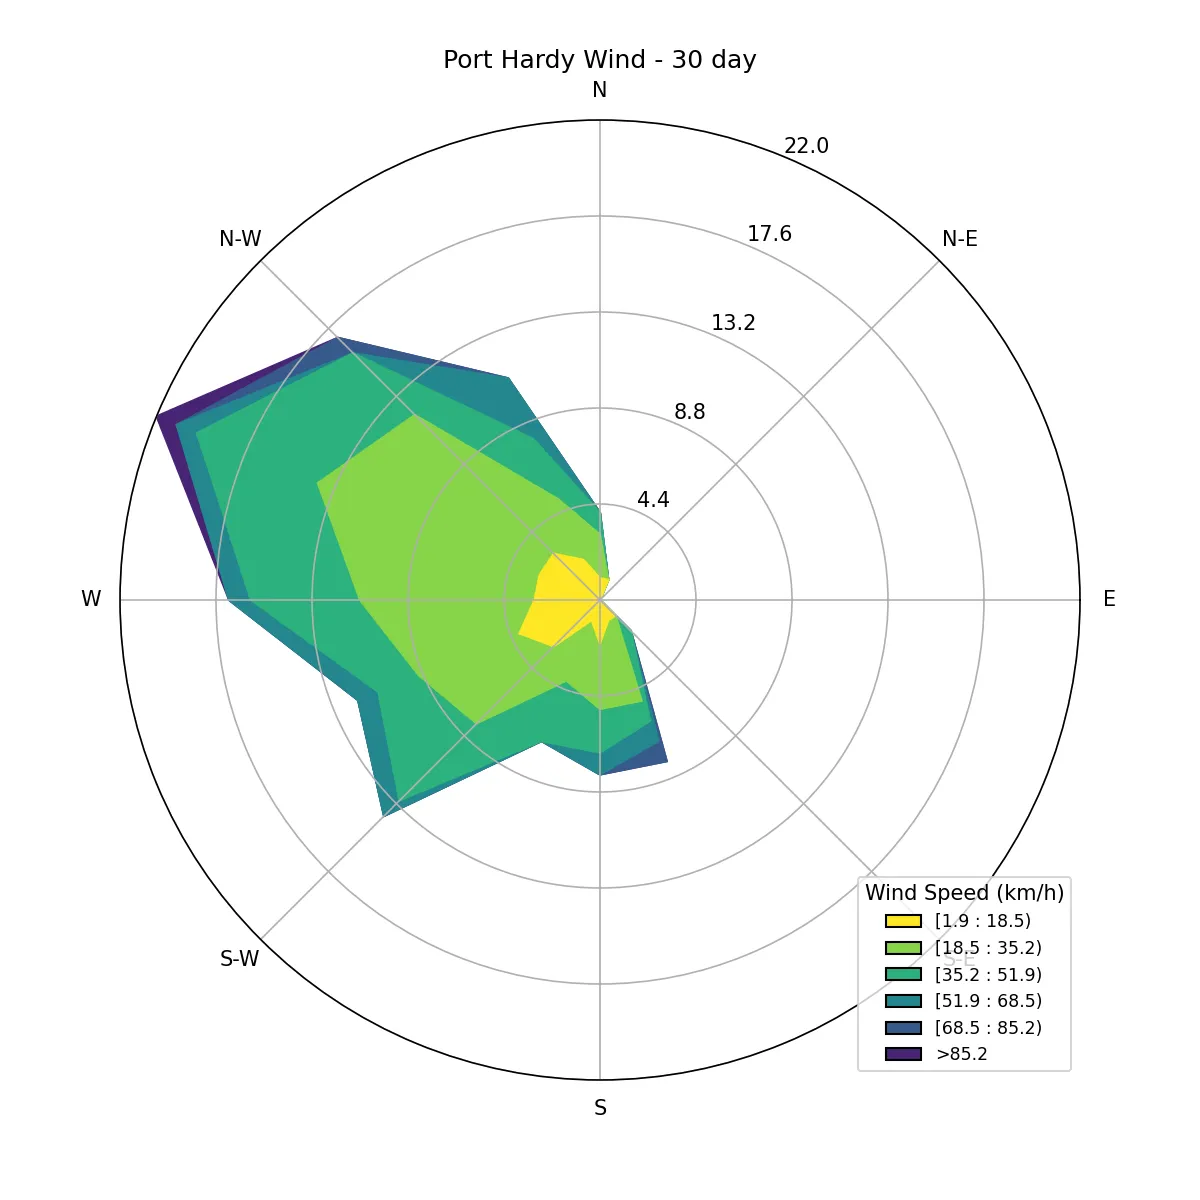 Port Hardy Wind - 30 day
N
22.0
17.6
N-W
N-E
13.2
8.8
4.4
W
E
S-W
S-E
Wind Speed (km/h)
[1.9 : 18.5)
[18.5 : 35.2)
[35.2 : 51.9)
[51.9 : 68.5)
[68.5 : 85.2)
>85.2
S